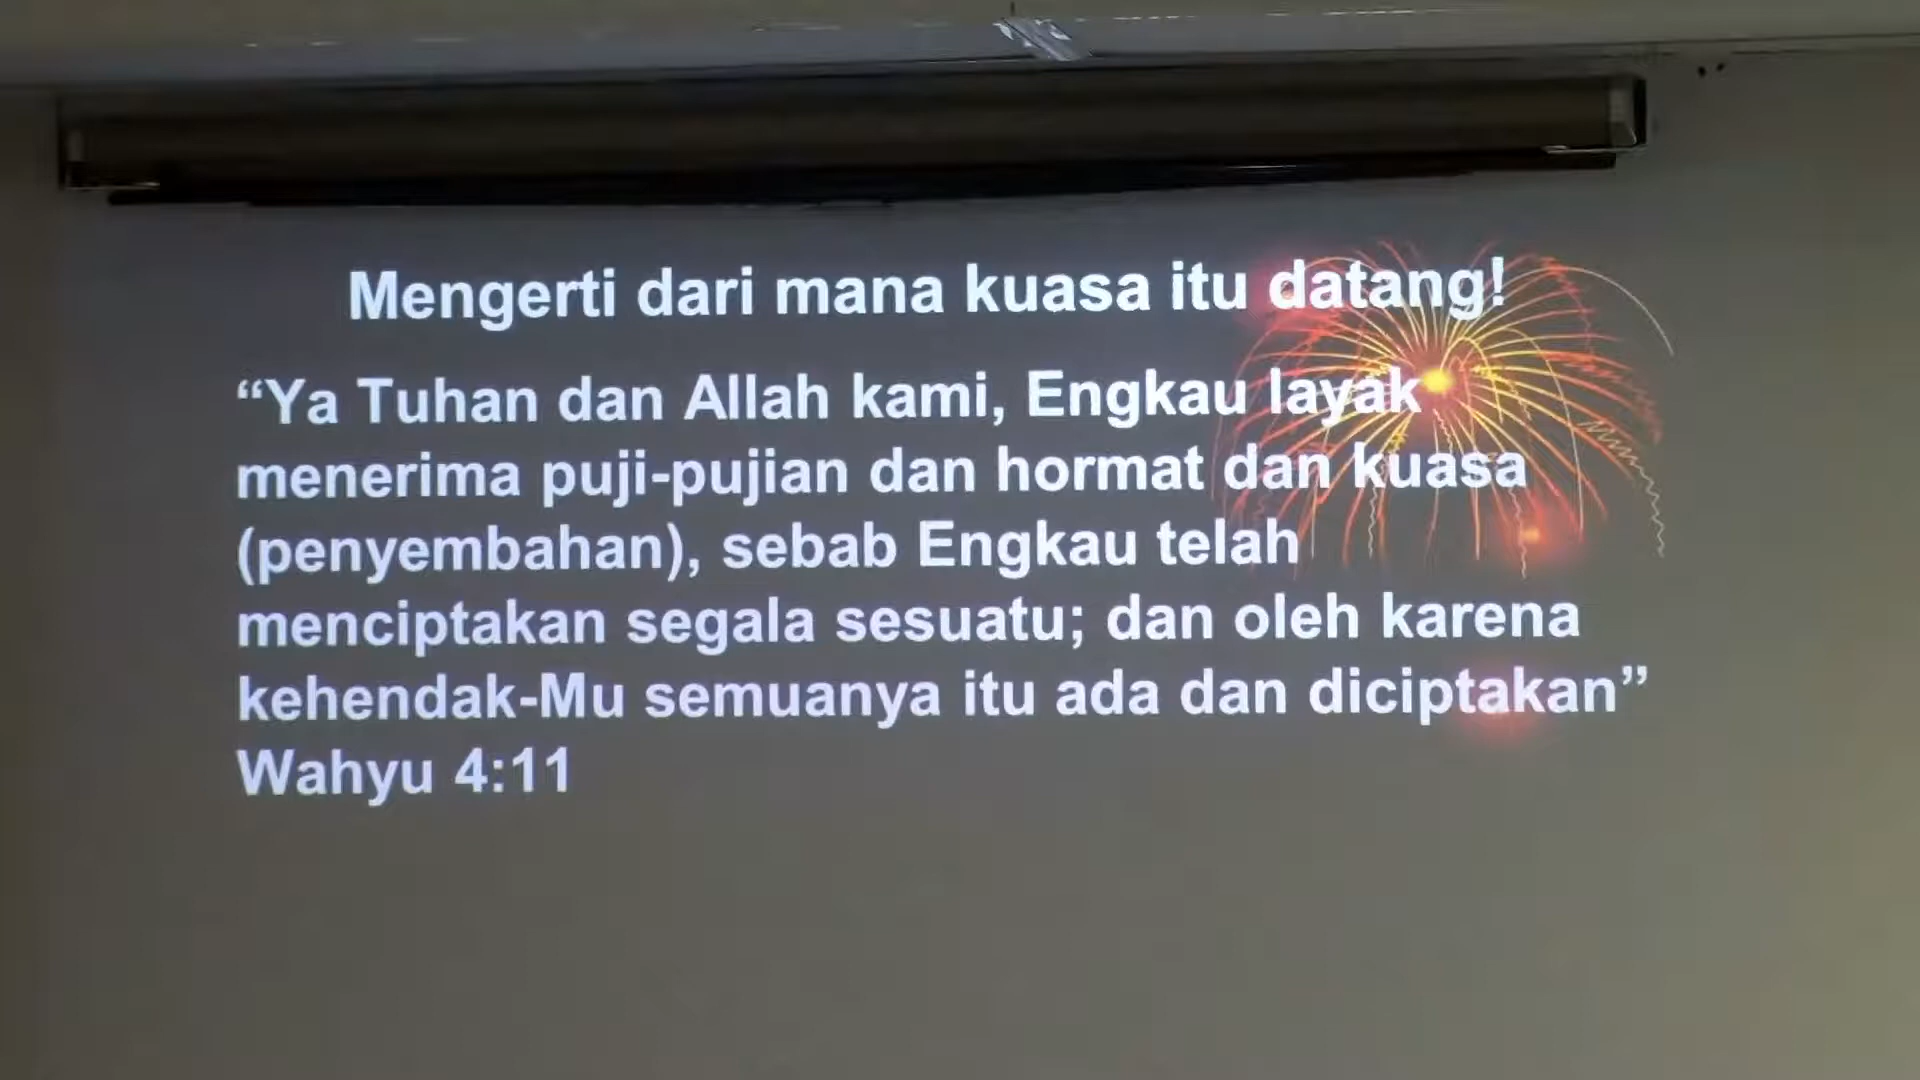 Mengerti dari mana kuasa itu datang!
“Ya Tuhan dan Allah kami, Engkau layak
menerima puji-pujian dan hormat dan kuasa
(penyembahan), sebab Engkau telah
menciptakan segala sesuatu; dan oleh karena
kehendak-Mu semuanya itu ada dan diciptakan”
Wahyu 4:11